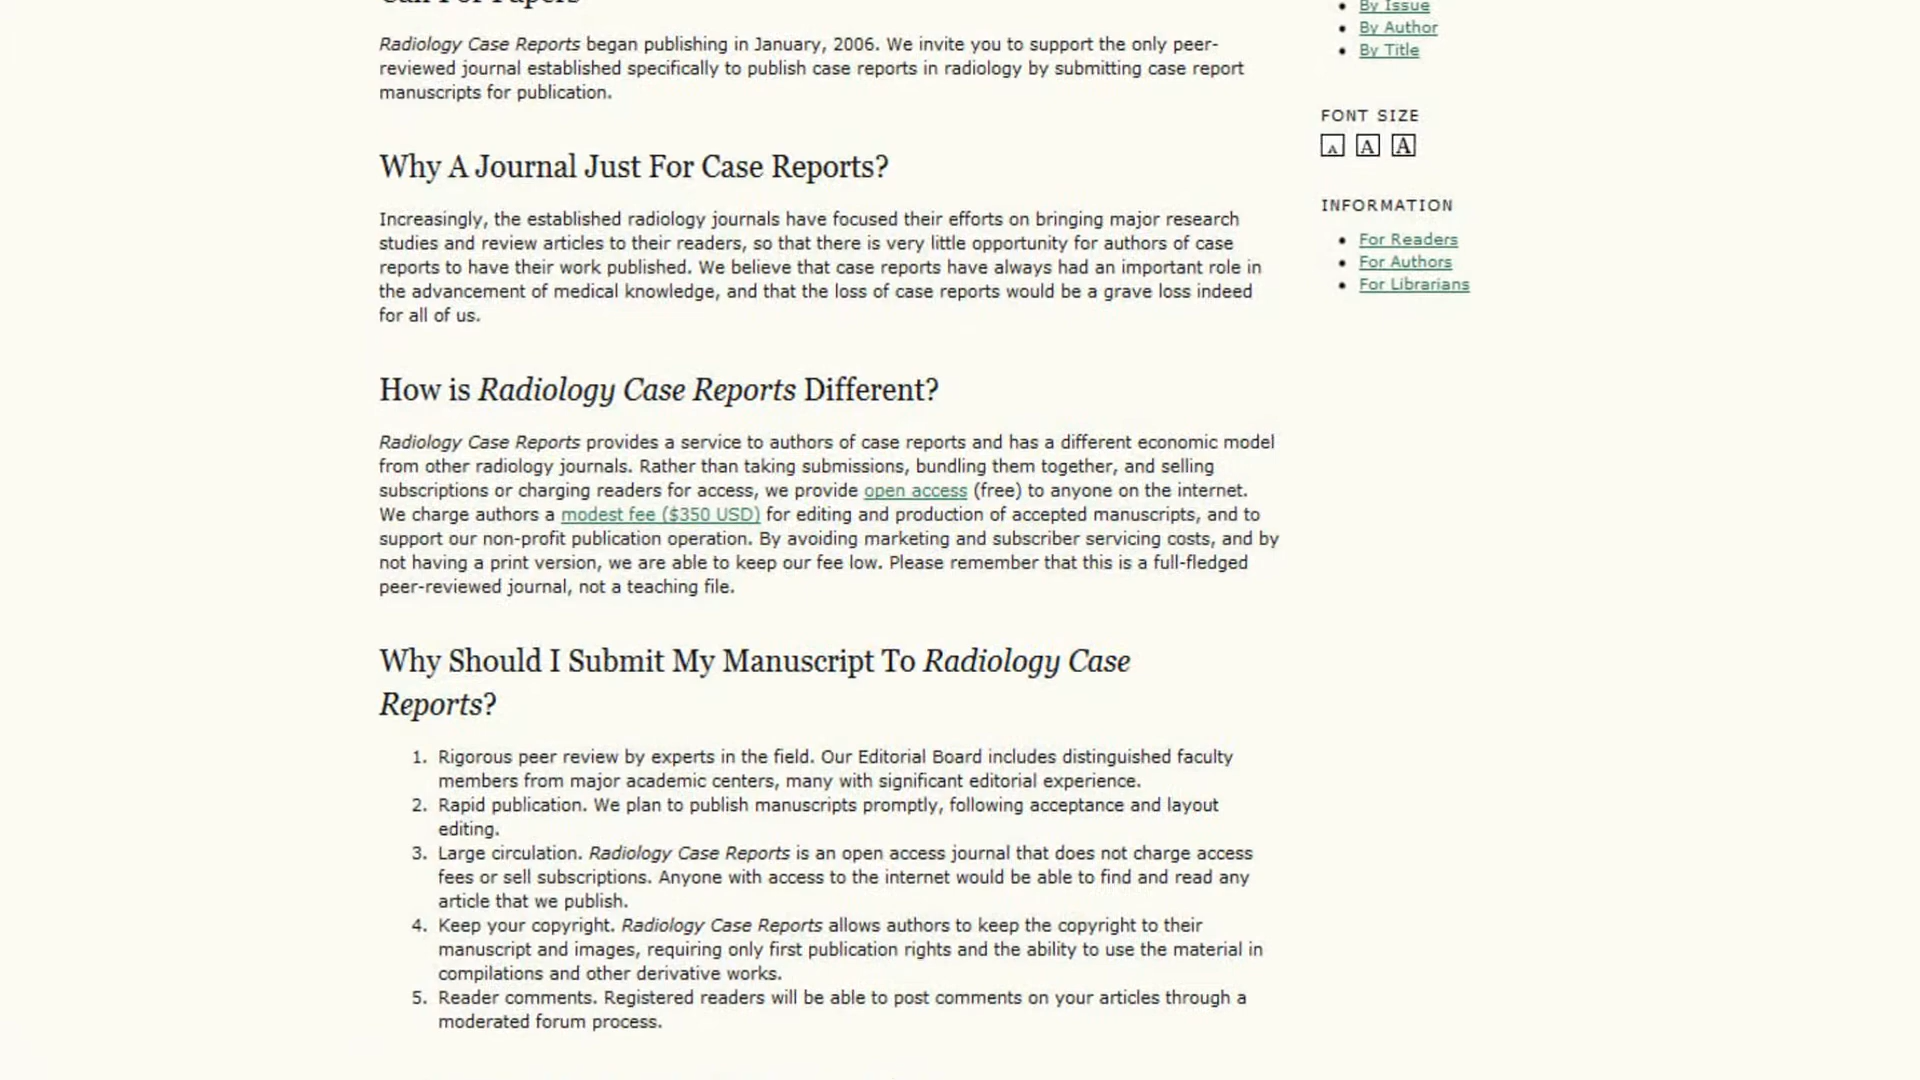 Call For Papers
Radiology Case Reports began publishing in January, 2006. We invite you to support the only peer-
reviewed journal established specifically to publish case reports in radiology by submitting case report
manuscripts for publication.
Why A Journal Just For Case Reports?
Increasingly, the established radiology journals have focused their efforts on bringing major research
studies and review articles to their readers, so that there is very little opportunity for authors of case
reports to have their work published. We believe that case reports have always had an important role in
the advancement of medical knowledge, and that the loss of case reports would be a grave loss indeed
for all of us.
How is Radiology Case Reports Different?
Radiology Case Reports provides a service to authors of case reports and has a different economic model
from other radiology journals. Rather than taking submissions, bundling them together, and selling
subscriptions or charging readers for access, we provide open access (free) to anyone on the internet.
We charge authors a modest fee ($350 USD) for editing and production of accepted manuscripts, and to
support our non-profit publication operation. By avoiding marketing and subscriber servicing costs, and by
not having a print version, we are able to keep our fee low. Please remember that this is a full-fledged
peer-reviewed journal, not a teaching file.
Why Should I Submit My Manuscript To Radiology Case
Reports?
1. Rigorous peer review by experts in the field. Our Editorial Board includes distinguished faculty
members from major academic centers, many with significant editorial experience.
2. Rapid publication. We plan to publish manuscripts promptly, following acceptance and layout
editing.
3. Large circulation. Radiology Case Reports is an open access journal that does not charge access
fees or sell subscriptions. Anyone with access to the internet would be able to find and read any
article that we publish.
4. Keep your copyright. Radiology Case Reports allows authors to keep the copyright to their
manuscript and images, requiring only first publication rights and the ability to use the material in
compilations and other derivative works.
5. Reader comments. Registered readers will be able to post comments on your articles through a
moderated forum process.
By Issue
By Author
By Title
FONT SIZE
A A A
INFORMATION
For Readers
For Authors
For Librarians